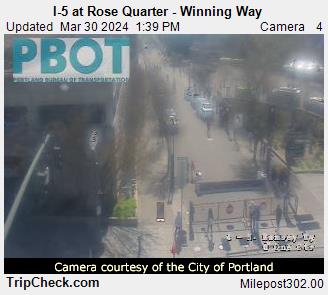 I-5 at Rose Quarter - Winning Way
Updated Mar 30 2024 1:39 PM Camera 4
PBOT
PORTLAND BUREAU OF TRANSPORTATION
Camera courtesy of the City of Portland
TripCheck.com Milepost302.00